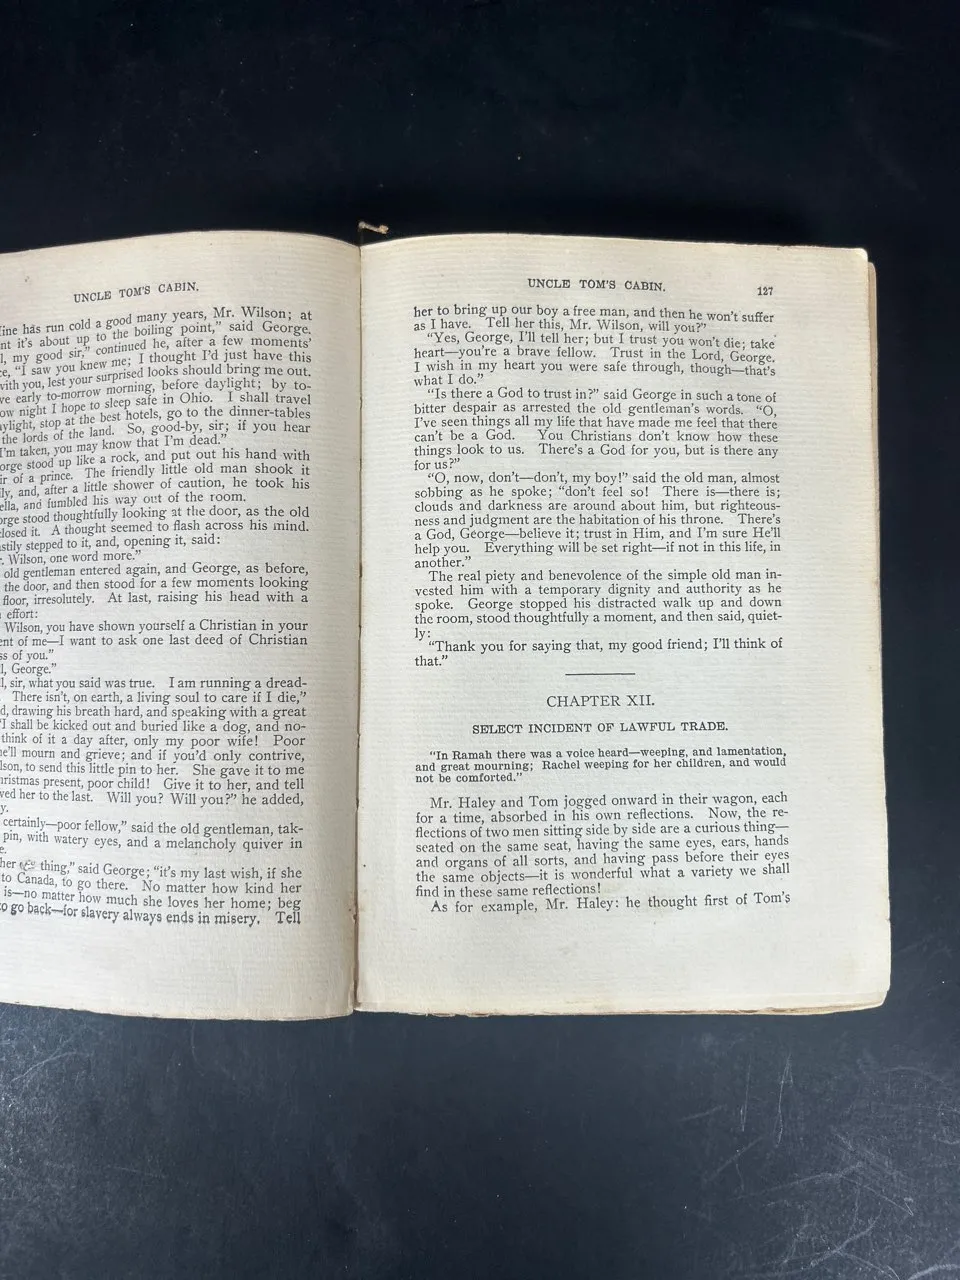 UNCLE TOM'S CABIN.
has run cold a good many years, Mr. Wilson; at
it's about up to the boiling point," said George.
my good sir," continued he, after a few moments'
"I saw you knew me; I thought I'd just have this
with you, lest your surprised looks should bring me out.
early to-morrow morning, before daylight; by to-
night I hope to sleep safe in Ohio. I shall travel
stop at the best hotels, go to the dinner-tables
the lords of the land. So, good-by, sir; if you hear
I'm taken, you may know that I'm dead."
stood up like a rock, and put out his hand with
of a prince. The friendly little old man shook it
and, after a little shower of caution, he took his
and fumbled his way out of the room.
stood thoughtfully looking at the door, as the old
closed it. A thought seemed to flash across his mind.
stepped to it, and, opening it, said:
Wilson, one word more."
old gentleman entered again, and George, as before,
the door, and then stood for a few moments looking
floor, irresolutely. At last, raising his head with a
effort:
Wilson, you have shown yourself a Christian in your
of me—I want to ask one last deed of Christian
of you."
George."
sir, what you said was true. I am running a dread-
There isn't, on earth, a living soul to care if I die,"
drawing his breath hard, and speaking with a great
"I shall be kicked out and buried like a dog, and no-
think of it a day after, only my poor wife! Poor
mourn and grieve; and if you'd only contrive,
to send this little pin to her. She gave it to me
present, poor child! Give it to her, and tell
her to the last. Will you? Will you?" he added,
certainly—poor fellow," said the old gentleman, tak-
pin, with watery eyes, and a melancholy quiver in
her thing," said George; "it's my last wish, if she
to Canada, to go there. No matter how kind her
is—no matter how much she loves her home; beg
to go back—for slavery always ends in misery. Tell
UNCLE TOM'S CABIN. 127
her to bring up our boy a free man, and then he won't suffer
as I have. Tell her this, Mr. Wilson, will you?"
"Yes, George, I'll tell her; but I trust you won't die; take
heart—you're a brave fellow. Trust in the Lord, George.
I wish in my heart you were safe through, though—that's
what I do."
"Is there a God to trust in?" said George in such a tone of
bitter despair as arrested the old gentleman's words. "O,
I've seen things all my life that have made me feel that there
can't be a God. You Christians don't know how these
things look to us. There's a God for you, but is there any
for us?"
"O, now, don't—don't, my boy!" said the old man, almost
sobbing as he spoke; "don't feel so! There is—there is;
clouds and darkness are around about him, but righteous-
ness and judgment are the habitation of his throne. There's
a God, George—believe it; trust in Him, and I'm sure He'll
help you. Everything will be set right—if not in this life, in
another."
The real piety and benevolence of the simple old man in-
vested him with a temporary dignity and authority as he
spoke. George stopped his distracted walk up and down
the room, stood thoughtfully a moment, and then said, quiet-
ly:
"Thank you for saying that, my good friend; I'll think of
that."
CHAPTER XII.
SELECT INCIDENT OF LAWFUL TRADE.
"In Ramah there was a voice heard—weeping, and lamentation,
and great mourning; Rachel weeping for her children, and would
not be comforted."
Mr. Haley and Tom jogged onward in their wagon, each
for a time, absorbed in his own reflections. Now, the re-
flections of two men sitting side by side are a curious thing—
seated on the same seat, having the same eyes, ears, hands
and organs of all sorts, and having pass before their eyes
the same objects—it is wonderful what a variety we shall
find in these same reflections!
As for example, Mr. Haley: he thought first of Tom's